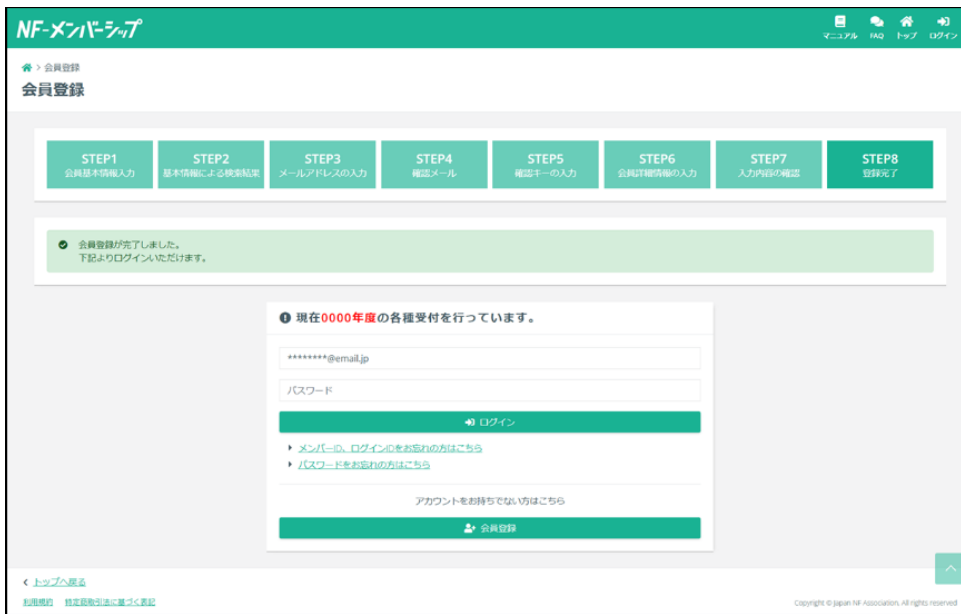 NF-メンバーシップ
マニュアル FAQ トップ ログイン
> 会員登録
会員登録
STEP1 STEP2 STEP3 STEP4 STEP5 STEP6 STEP7 STEP8
会員基本情報入力 基本情報による検索結果 メールアドレスの入力 確認メール 確認キーの入力 会員詳細情報の入力 入力内容の確認 登録完了
会員登録が完了しました。
下記よりログインいただけます。
現在0000年度の各種受付を行っています。
********@email.jp
パスワード
ログイン
メンバーID、ログインIDをお忘れの方はこちら
パスワードをお忘れの方はこちら
アカウントをお持ちでない方はこちら
会員登録
トップへ戻る
利用規約 特定商取引法に基づく表記
Copyright © Japan NF Association, All rights reserved